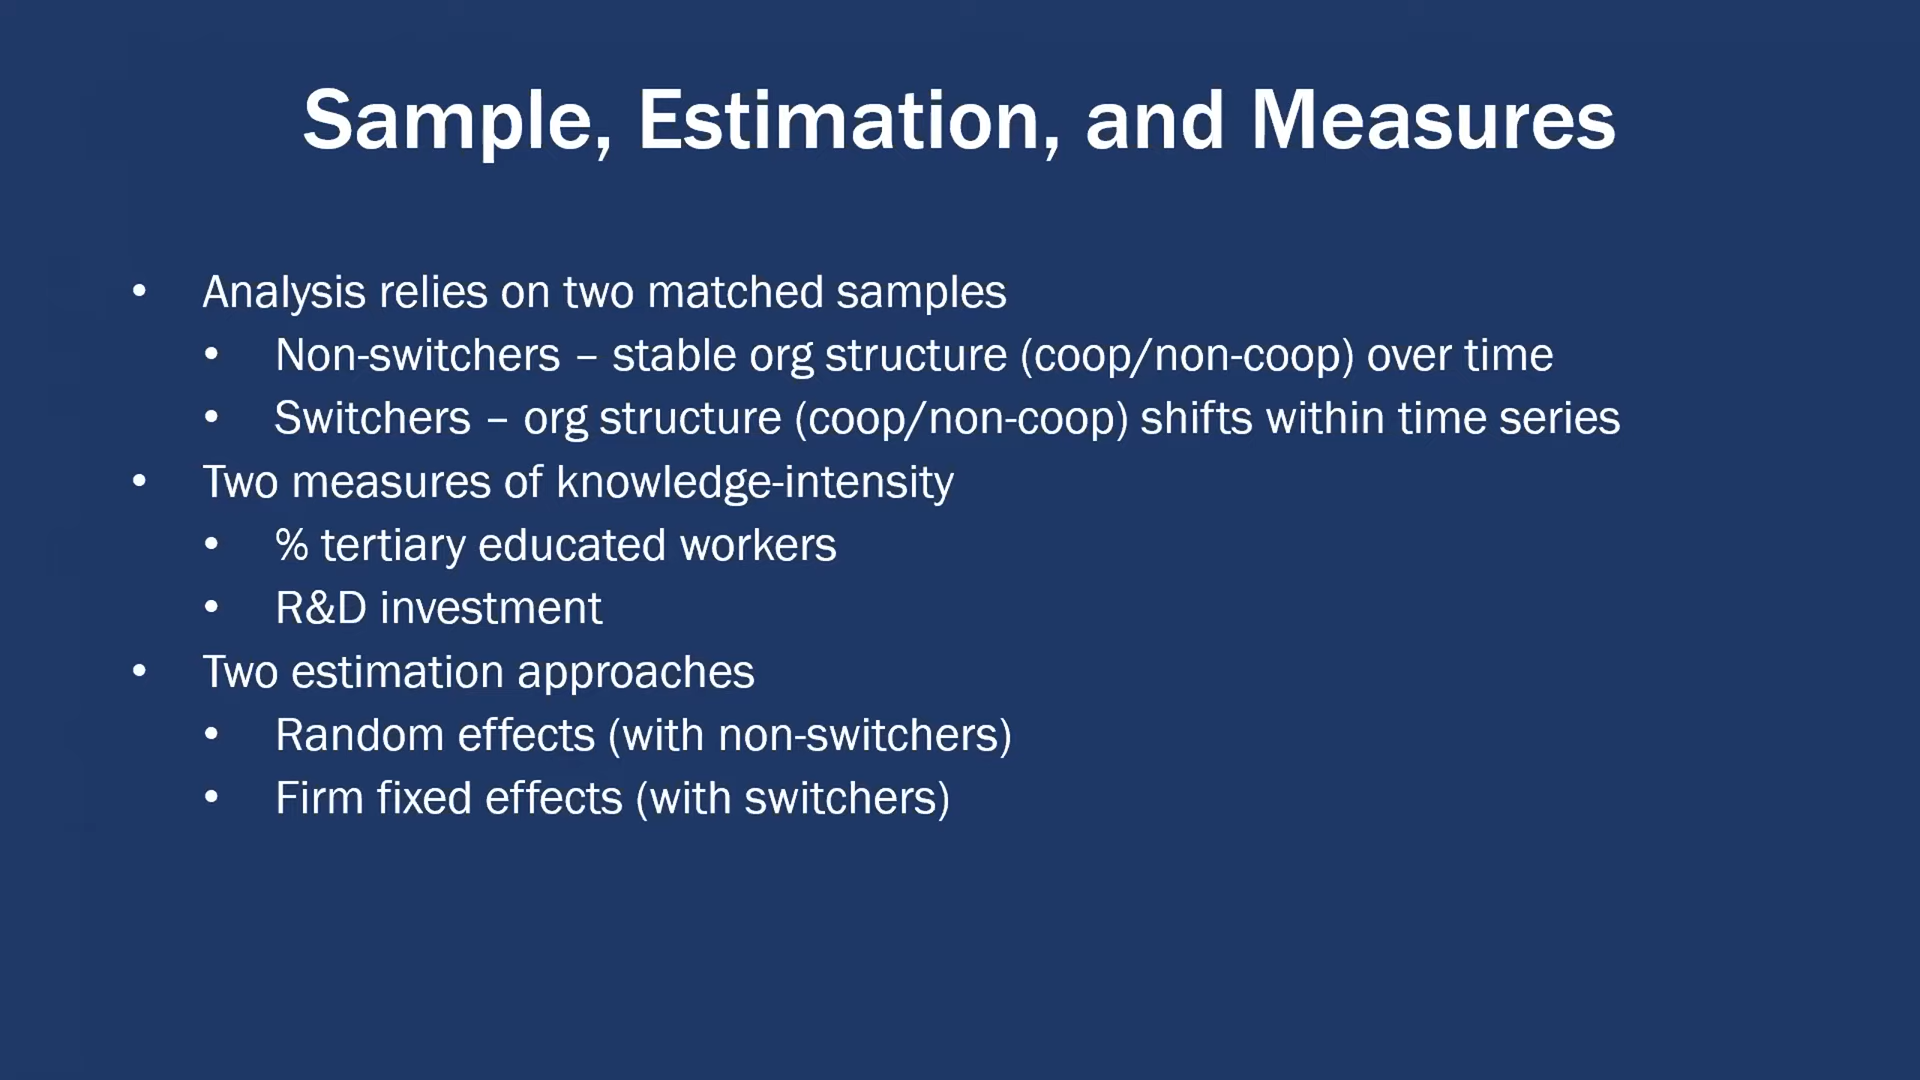 Sample, Estimation, and Measures
• Analysis relies on two matched samples
• Non-switchers – stable org structure (coop/non-coop) over time
• Switchers – org structure (coop/non-coop) shifts within time series
• Two measures of knowledge-intensity
• % tertiary educated workers
• R&D investment
• Two estimation approaches
• Random effects (with non-switchers)
• Firm fixed effects (with switchers)